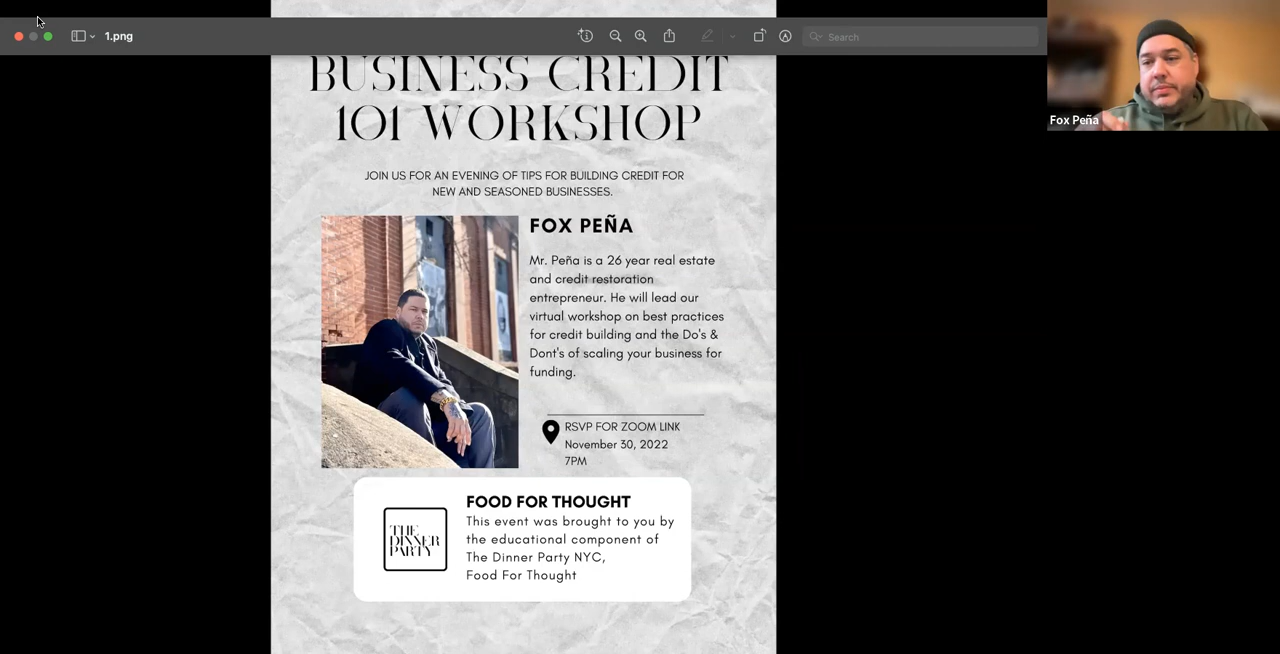 1.png
Search
Fox Peña
BUSINESS CREDIT
101 WORKSHOP
JOIN US FOR AN EVENING OF TIPS FOR BUILDING CREDIT FOR
NEW AND SEASONED BUSINESSES.
FOX PEÑA
Mr. Peña is a 26 year real estate
and credit restoration
entrepreneur. He will lead our
virtual workshop on best practices
for credit building and the Do's &
Dont's of scaling your business for
funding.
RSVP FOR ZOOM LINK
November 30, 2022
7PM
THE
DINNER
PARTY
FOOD FOR THOUGHT
This event was brought to you by
the educational component of
The Dinner Party NYC,
Food For Thought